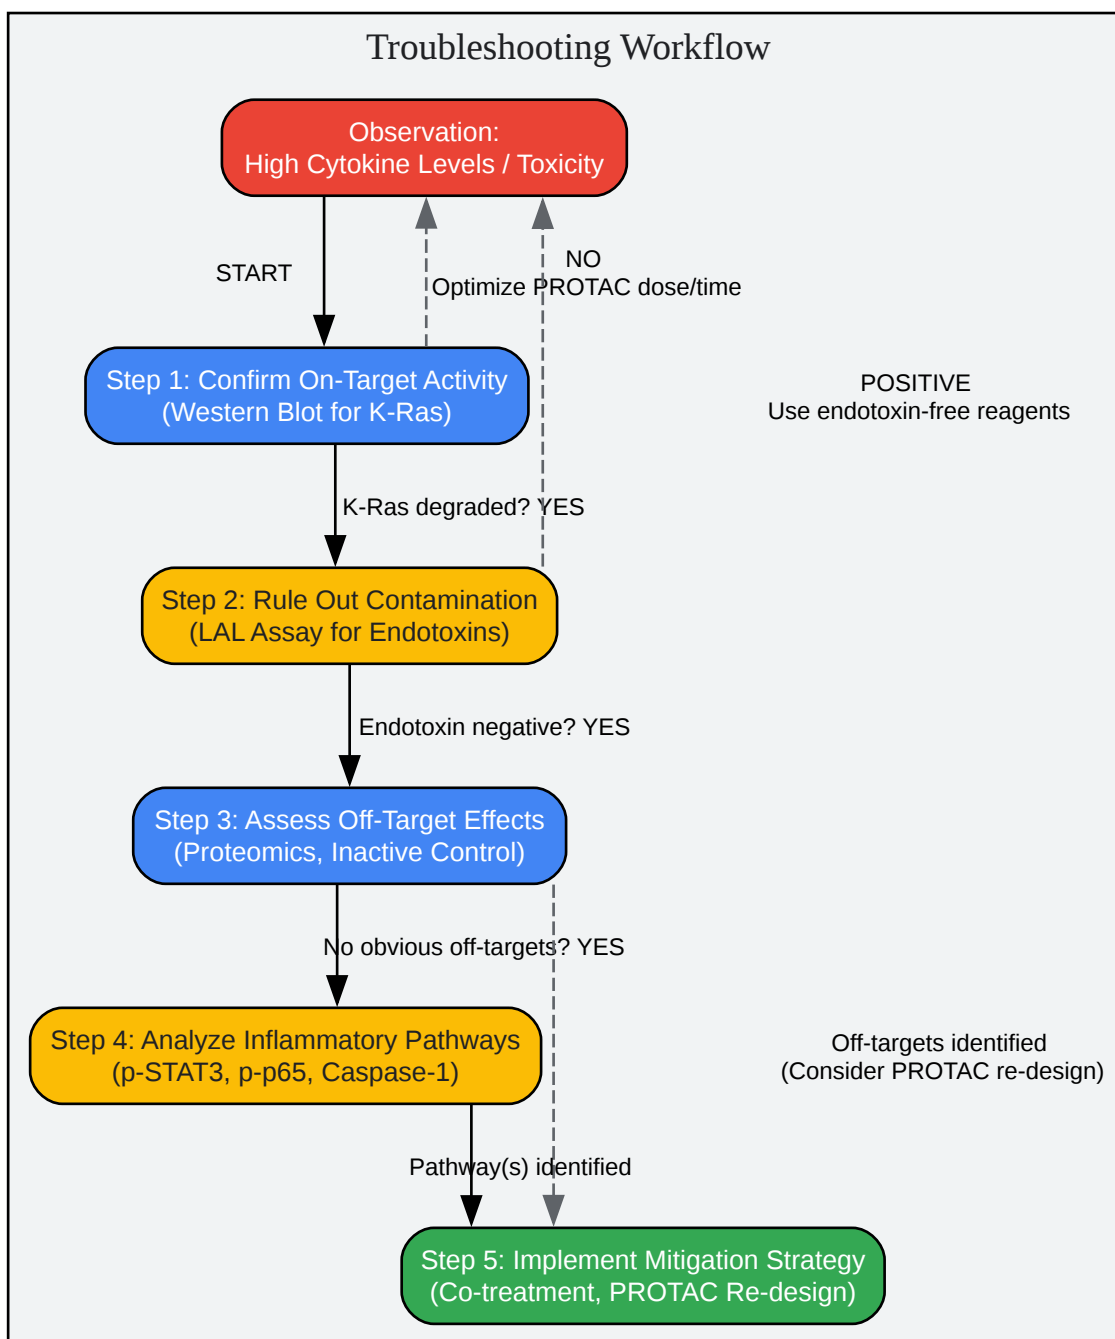 Troubleshooting Workflow
Observation:
High Cytokine Levels / Toxicity
START
NO
Optimize PROTAC dose/time
Step 1: Confirm On-Target Activity
(Western Blot for K-Ras)
POSITIVE
Use endotoxin-free reagents
K-Ras degraded? YES
Step 2: Rule Out Contamination
(LAL Assay for Endotoxins)
Endotoxin negative? YES
Step 3: Assess Off-Target Effects
(Proteomics, Inactive Control)
No obvious off-targets? YES
Step 4: Analyze Inflammatory Pathways
(p-STAT3, p-p65, Caspase-1)
Off-targets identified
(Consider PROTAC re-design)
Pathway(s) identified
Step 5: Implement Mitigation Strategy
(Co-treatment, PROTAC Re-design)